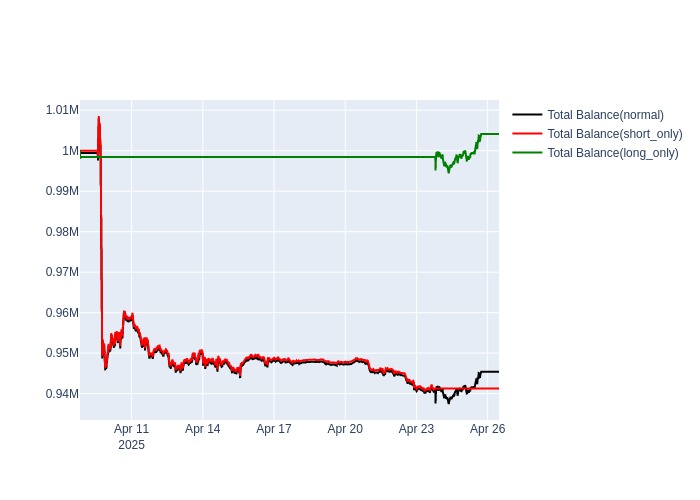 1.01M
1M
0.99M
0.98M
0.97M
0.96M
0.95M
0.94M
Apr 11
2025
Apr 14
Apr 17
Apr 20
Apr 23
Apr 26
Total Balance(normal)
Total Balance(short_only)
Total Balance(long_only)